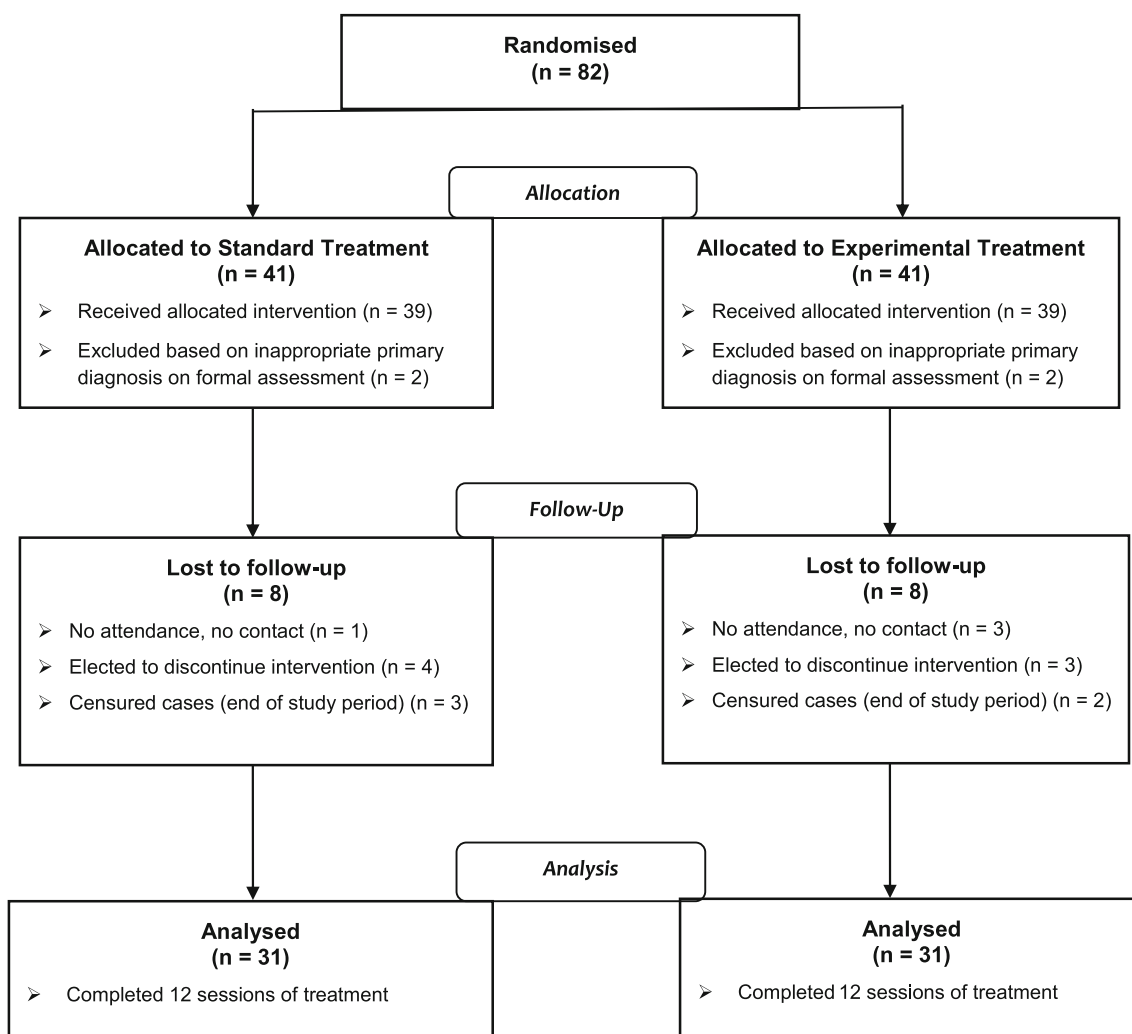 Randomised
(n = 82)
Allocation
Allocated to Standard Treatment
(n = 41)
➢ Received allocated intervention (n = 39)
➢ Excluded based on inappropriate primary
diagnosis on formal assessment (n = 2)
Allocated to Experimental Treatment
(n = 41)
➢ Received allocated intervention (n = 39)
➢ Excluded based on inappropriate primary
diagnosis on formal assessment (n = 2)
Follow-Up
Lost to follow-up
(n = 8)
➢ No attendance, no contact (n = 1)
➢ Elected to discontinue intervention (n = 4)
➢ Censured cases (end of study period) (n = 3)
Lost to follow-up
(n = 8)
➢ No attendance, no contact (n = 3)
➢ Elected to discontinue intervention (n = 3)
➢ Censured cases (end of study period) (n = 2)
Analysis
Analysed
(n = 31)
➢ Completed 12 sessions of treatment
Analysed
(n = 31)
➢ Completed 12 sessions of treatment